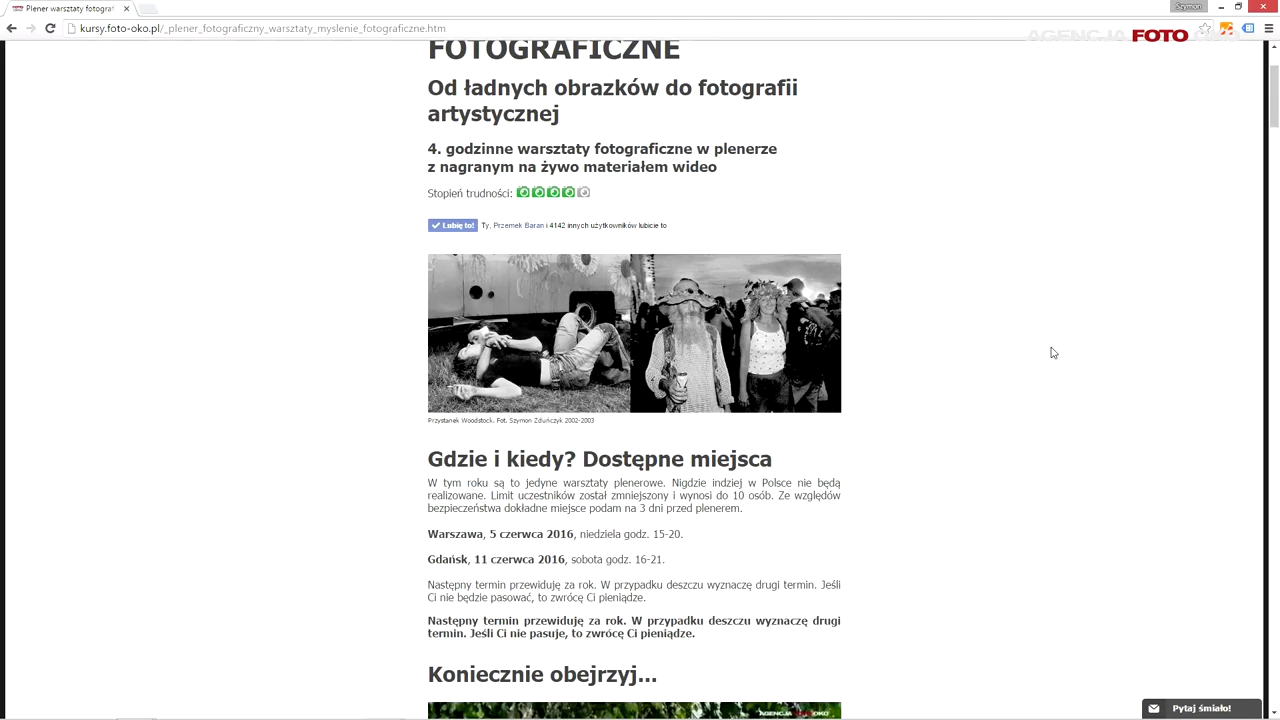 Plener warsztaty fotograf
Szymon
kursy.foto-oko.pl/_plener_fotograficzny_warsztaty_myslenie_fotograficzne.htm
AGENCJA FOTO OKO
FOTOGRAFICZNE
Od ładnych obrazków do fotografii
artystycznej
4. godzinne warsztaty fotograficzne w plenerze
z nagranym na żywo materiałem wideo
Stopień trudności:
Lubię to! Ty, Przemek Baran i 4142 innych użytkowników lubicie to
Przystanek Woodstock. Fot. Szymon Zduńczyk 2002-2003
Gdzie i kiedy? Dostępne miejsca
W tym roku są to jedyne warsztaty plenerowe. Nigdzie indziej w Polsce nie będą
realizowane. Limit uczestników został zmniejszony i wynosi do 10 osób. Ze względów
bezpieczeństwa dokładne miejsce podam na 3 dni przed plenerem.
Warszawa, 5 czerwca 2016, niedziela godz. 15-20.
Gdańsk, 11 czerwca 2016, sobota godz. 16-21.
Następny termin przewiduję za rok. W przypadku deszczu wyznaczę drugi termin. Jeśli
Ci nie będzie pasować, to zwrócę Ci pieniądze.
Następny termin przewiduję za rok. W przypadku deszczu wyznaczę drugi
termin. Jeśli Ci nie pasuje, to zwrócę Ci pieniądze.
Koniecznie obejrzyj...
AGENCJA FOTO OKO
Pytaj śmiało!